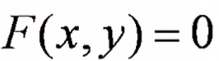 F(x, y) = 0